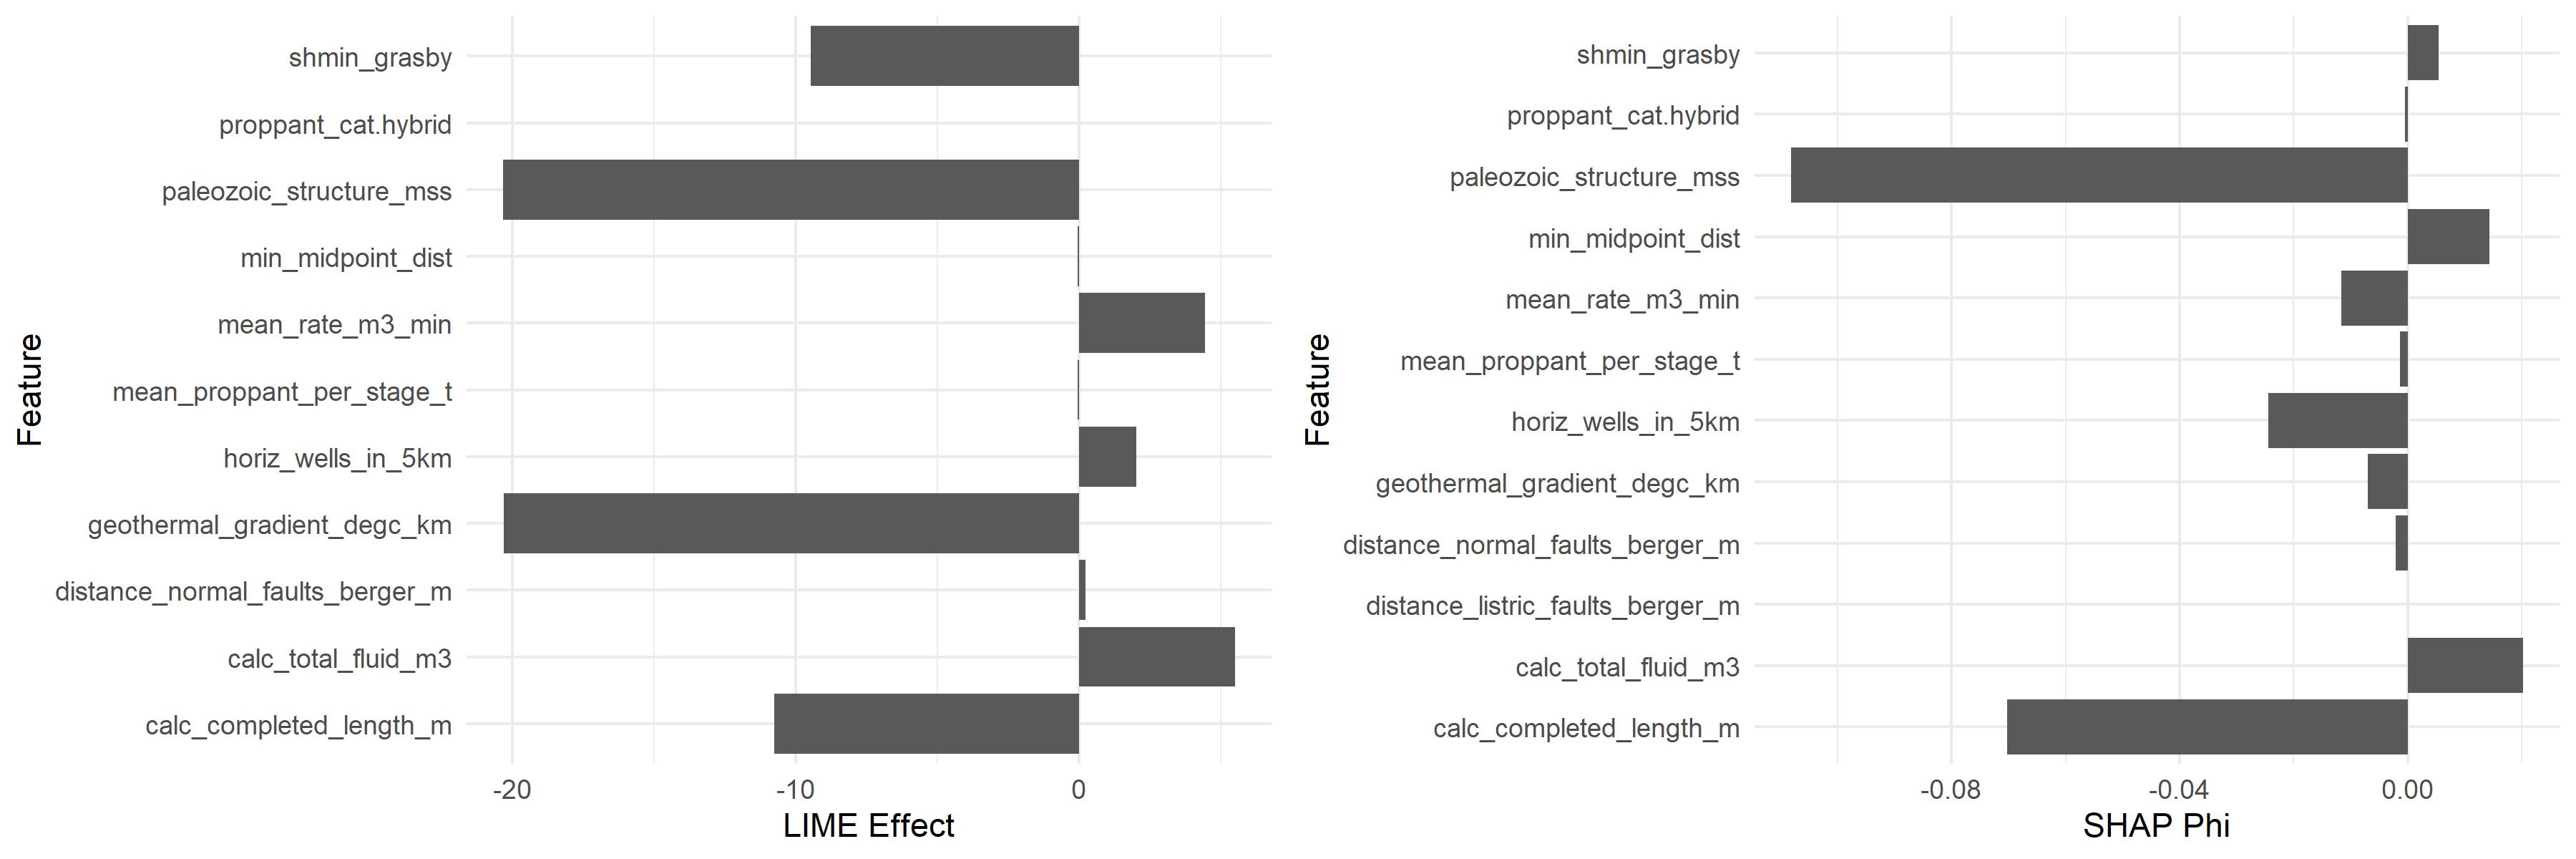 Feature
shmin_grasby
proppant_cat.hybrid
paleozoic_structure_mss
min_midpoint_dist
mean_rate_m3_min
mean_proppant_per_stage_t
horiz_wells_in_5km
geothermal_gradient_degc_km
distance_normal_faults_berger_m
calc_total_fluid_m3
calc_completed_length_m
-20 -10 0
LIME Effect
Feature
shmin_grasby
proppant_cat.hybrid
paleozoic_structure_mss
min_midpoint_dist
mean_rate_m3_min
mean_proppant_per_stage_t
horiz_wells_in_5km
geothermal_gradient_degc_km
distance_normal_faults_berger_m
distance_listric_faults_berger_m
calc_total_fluid_m3
calc_completed_length_m
-0.08 -0.04 0.00
SHAP Phi